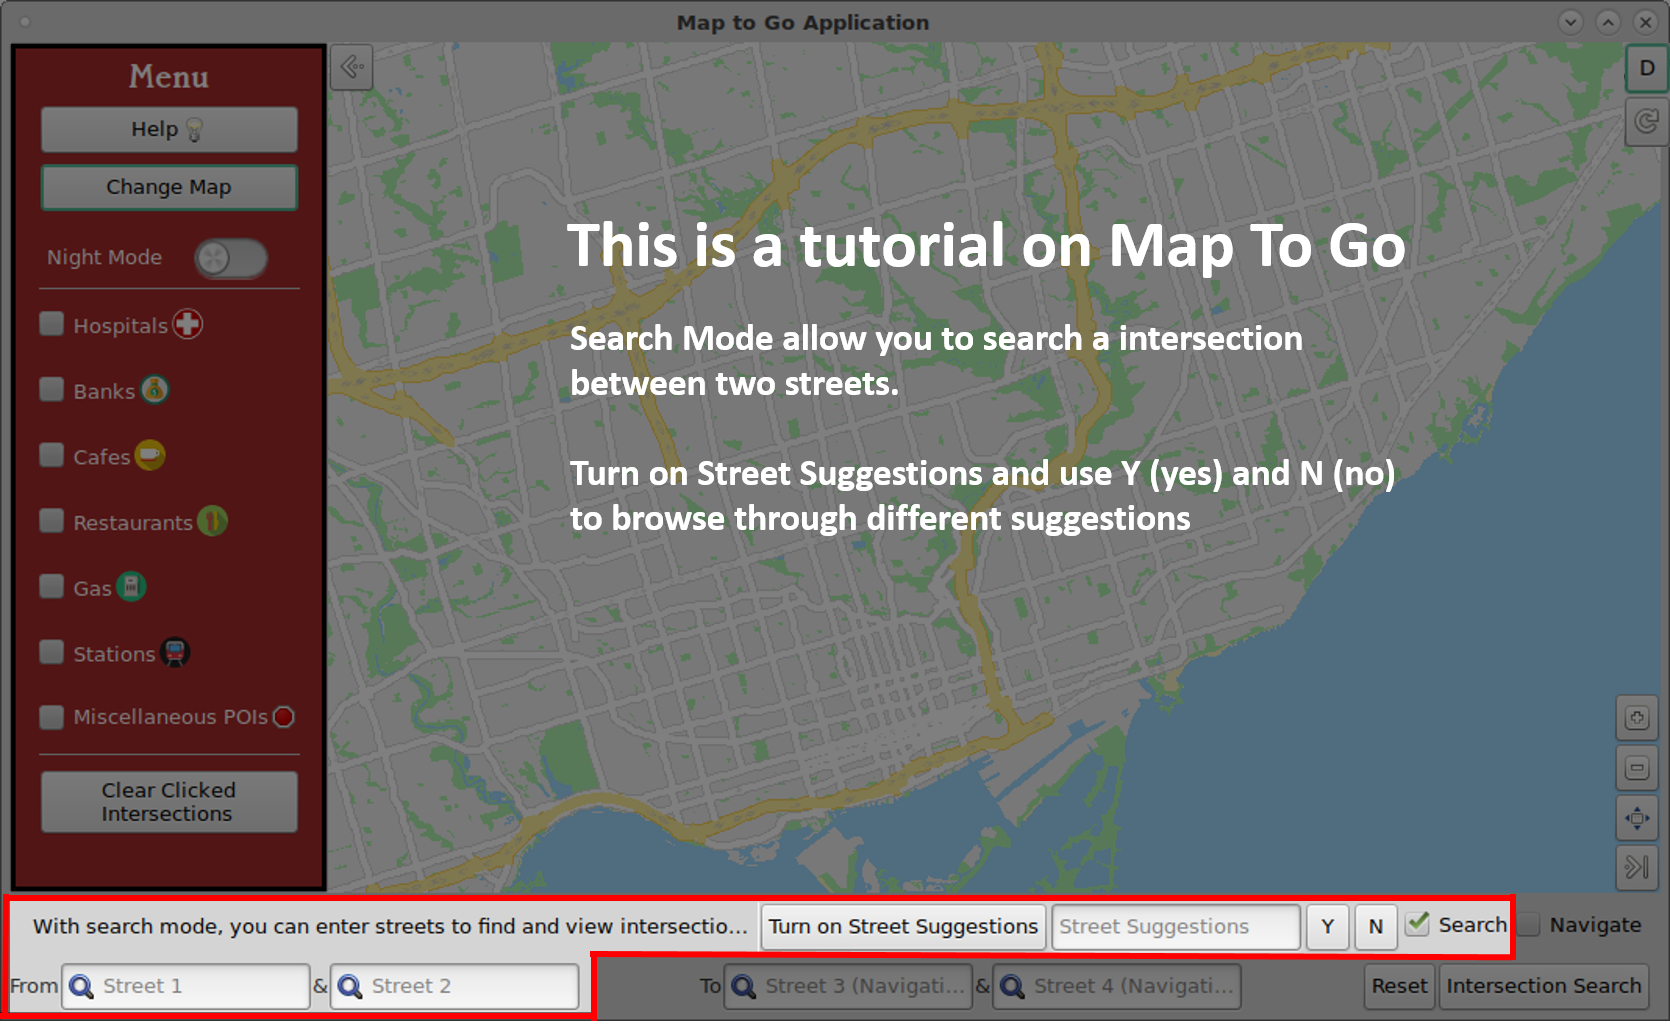 Map to Go Application
Menu
Help
Change Map
Night Mode
Hospitals
Banks
Cafes
Restaurants
Gas
Stations
Miscellaneous POIs
Clear Clicked
Intersections
D
This is a tutorial on Map To Go
Search Mode allow you to search a intersection
between two streets.
Turn on Street Suggestions and use Y (yes) and N (no)
to browse through different suggestions
With search mode, you can enter streets to find and view intersectio... Turn on Street Suggestions Street Suggestions Y N Search Navigate
From Street 1 & Street 2 To Street 3 (Navigati... & Street 4 (Navigati... Reset Intersection Search